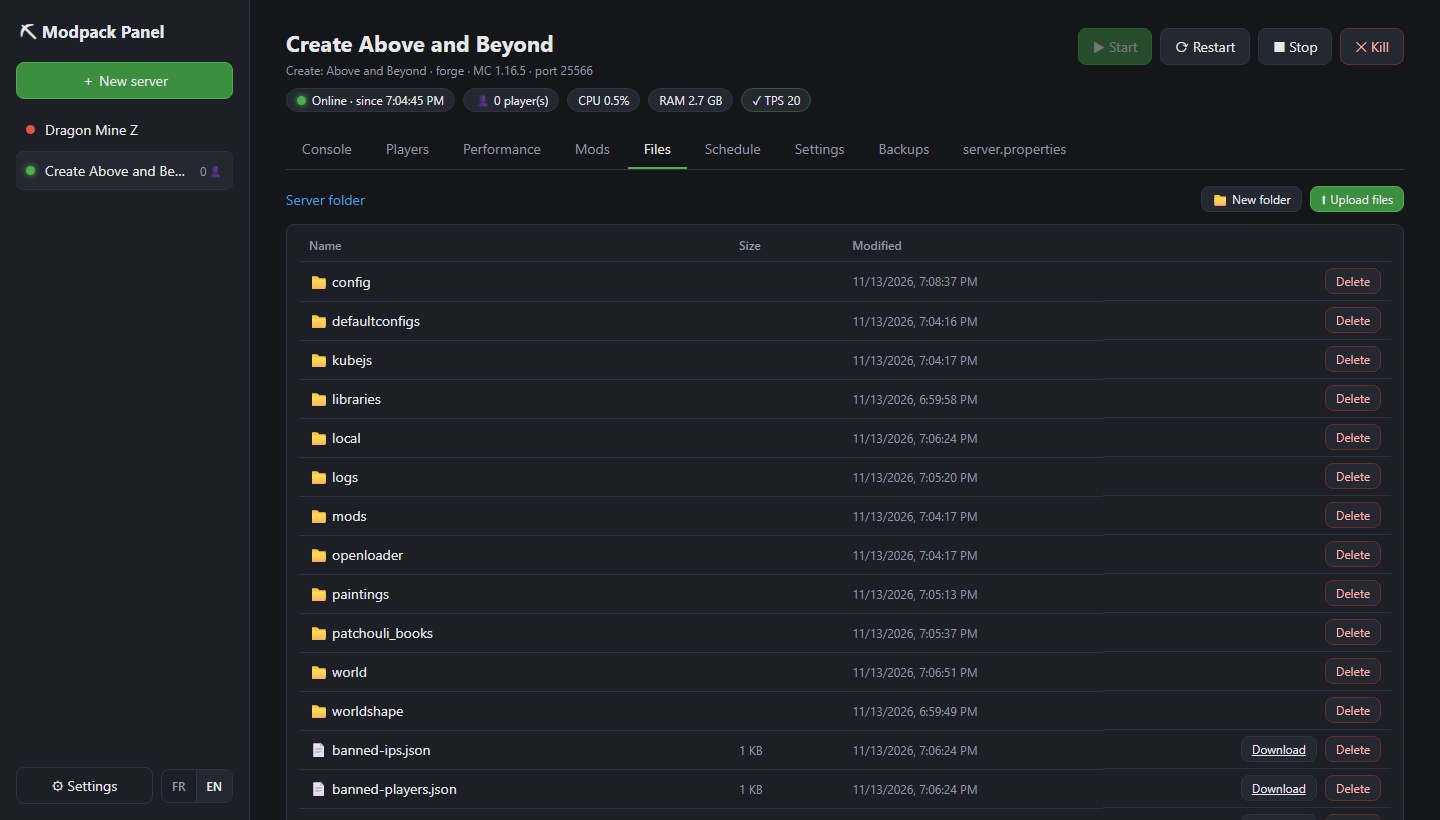 Modpack Panel
+ New server
Dragon Mine Z
Create Above and Be... 0
Settings FR EN
Create Above and Beyond
Create: Above and Beyond · forge · MC 1.16.5 · port 25566
Start Restart Stop Kill
Online · since 7:04:45 PM 0 player(s) CPU 0.5% RAM 2.7 GB ✓ TPS 20
Console Players Performance Mods Files Schedule Settings Backups server.properties
Server folder New folder Upload files
Name Size Modified
config 11/13/2026, 7:08:37 PM Delete
defaultconfigs 11/13/2026, 7:04:16 PM Delete
kubejs 11/13/2026, 7:04:17 PM Delete
libraries 11/13/2026, 6:59:58 PM Delete
local 11/13/2026, 7:06:24 PM Delete
logs 11/13/2026, 7:05:20 PM Delete
mods 11/13/2026, 7:04:17 PM Delete
openloader 11/13/2026, 7:04:17 PM Delete
paintings 11/13/2026, 7:05:13 PM Delete
patchouli_books 11/13/2026, 7:05:37 PM Delete
world 11/13/2026, 7:06:51 PM Delete
worldshape 11/13/2026, 6:59:49 PM Delete
banned-ips.json 1 KB 11/13/2026, 7:06:24 PM Download Delete
banned-players.json 1 KB 11/13/2026, 7:06:24 PM Download Delete